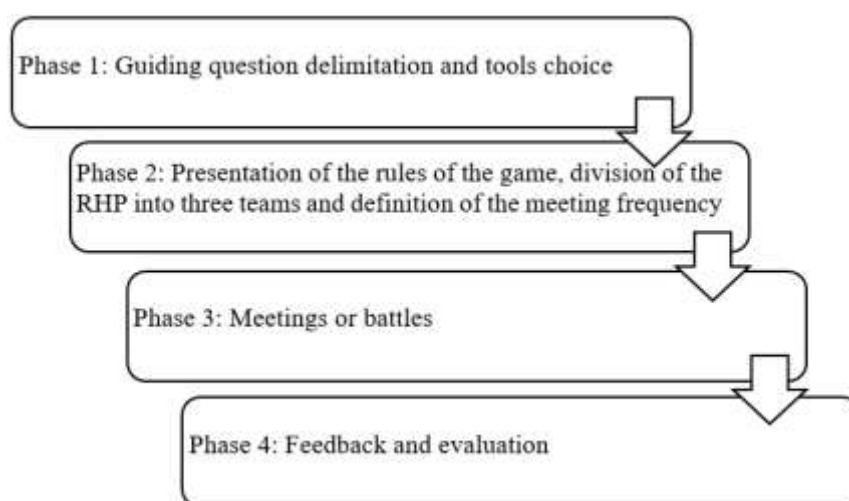 Phase 1: Guiding question delimitation and tools choice
Phase 2: Presentation of the rules of the game, division of the
RHP into three teams and definition of the meeting frequency
Phase 3: Meetings or battles
Phase 4: Feedback and evaluation